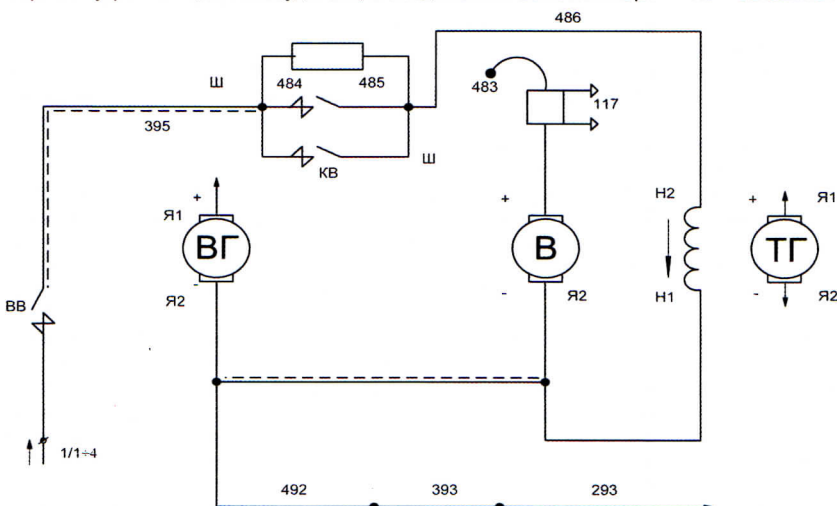 486
Ш
484
485
483
117
395
КВ
Ш
+
Я1
ВГ
-
Я2
+
В
-
Я2
Н2
Н1
+
Я1
ТГ
-
Я2
ВВ
1/1÷4
492
393
293